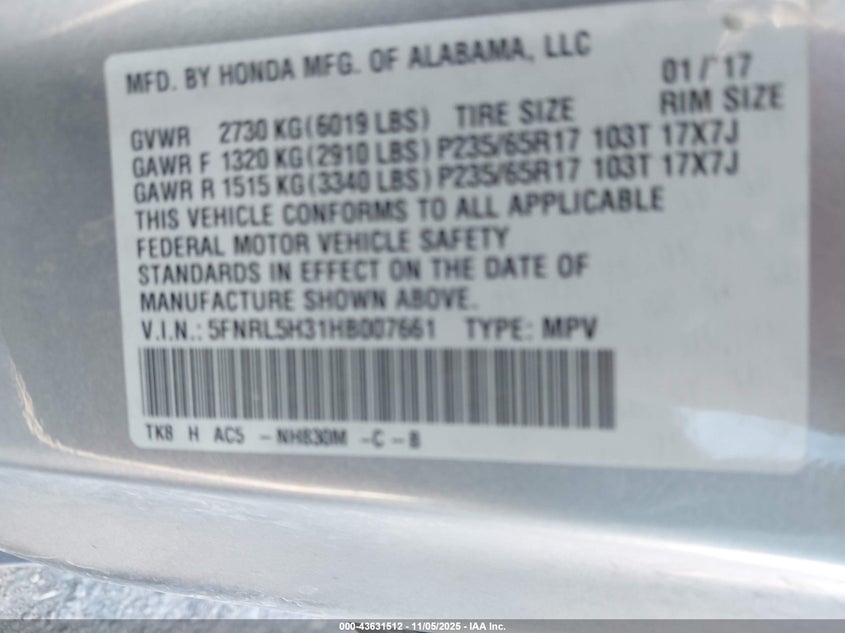 MFD. BY HONDA MFG. OF ALABAMA, LLC 01/'17
GVWR 2730 KG(6019 LBS) TIRE SIZE RIM SIZE
GAWR F 1320 KG(2910 LBS) P235/65R17 103T 17X7J
GAWR R 1515 KG(3340 LBS) P235/65R17 103T 17X7J
THIS VEHICLE CONFORMS TO ALL APPLICABLE
FEDERAL MOTOR VEHICLE SAFETY
STANDARDS IN EFFECT ON THE DATE OF
MANUFACTURE SHOWN ABOVE.
V.I.N.: 5FNRL5H31HB007661 TYPE: MPV
TK8 H AC5 -NH830M -C-B
000-43631512 - 11/05/2025 - IAA Inc.